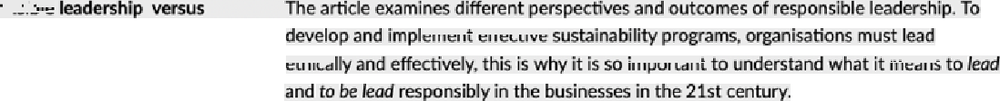 leadership versus The article examines different perspectives and outcomes of responsible leadership. To
develop and implement effective sustainability programs, organisations must lead
ethically and effectively, this is why it is so important to understand what it means to lead
and to be lead responsibly in the businesses in the 21st century.